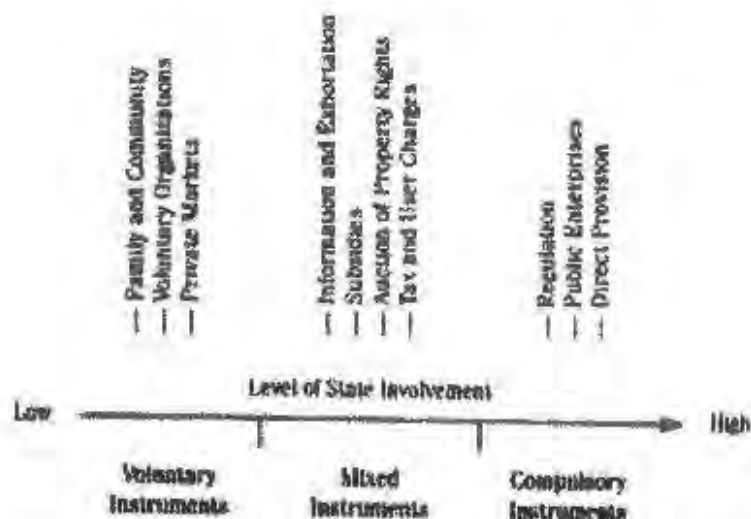 — Family and Community
— Voluntary Organizations
— Private Markets
— Information and Exhortation
— Subsidies
— Auction of Property Rights
— Tax and User Charges
— Regulation
— Public Enterprises
— Direct Provision
Level of State Involvement
Low
High
Voluntary
Instruments
Mixed
Instruments
Compulsory
Instruments